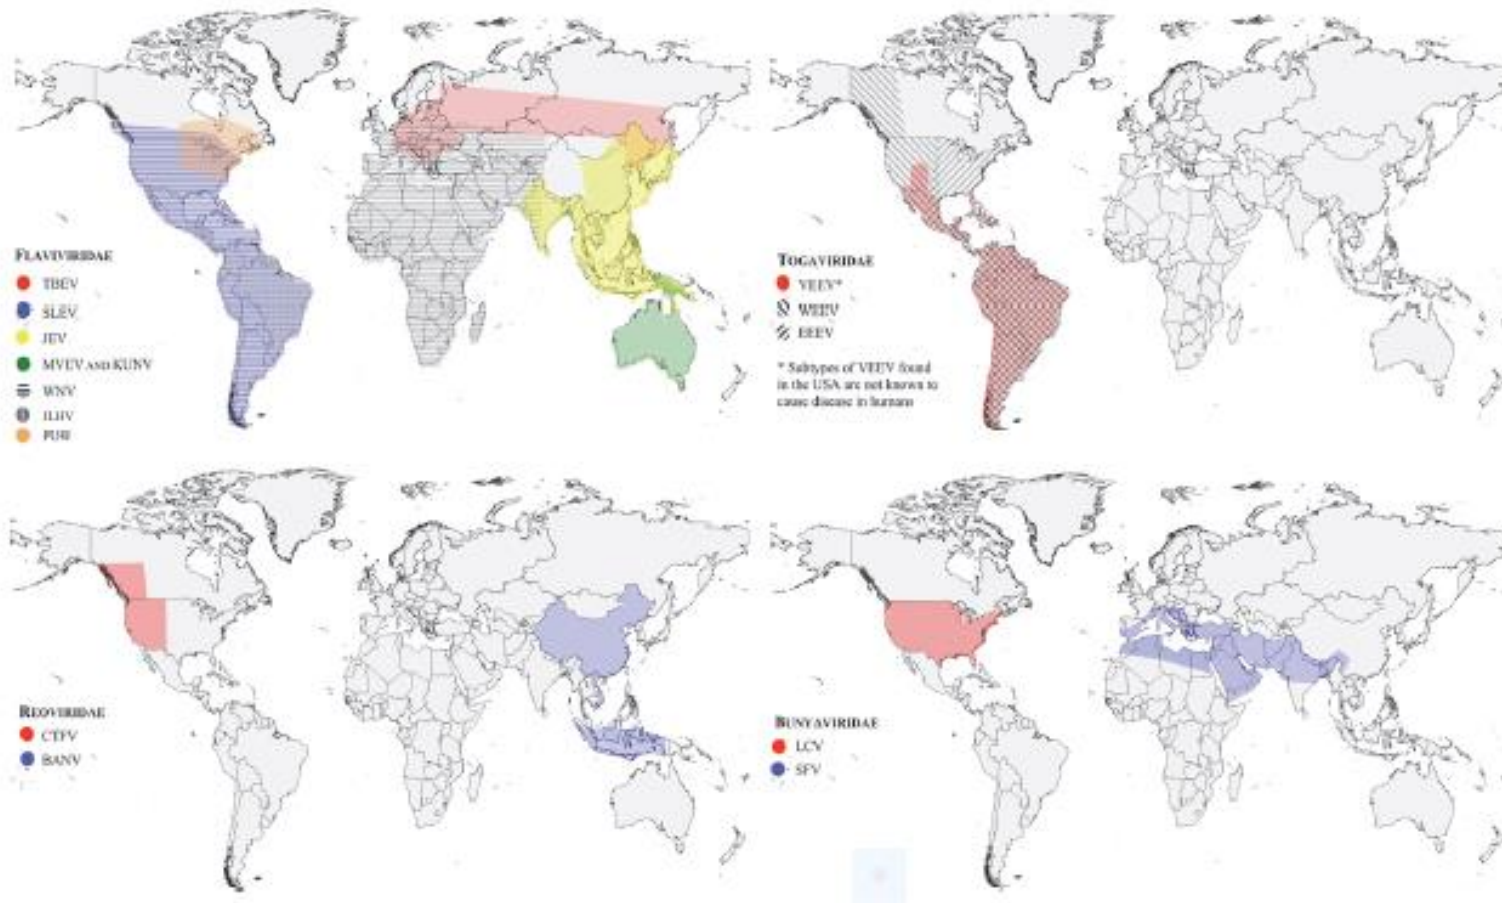 FLAVIVIRIDAE
TBEV
SLEV
JEV
MVEV AND KUNV
WNV
ILHV
POW
TOGAVIRIDAE
VEEV*
WEEV
EEEV
* Subtypes of VEEV found
in the USA are not known to
cause disease in humans
REOVIRIDAE
CTFV
BANV
BUNYAVIRIDAE
LCV
SFV